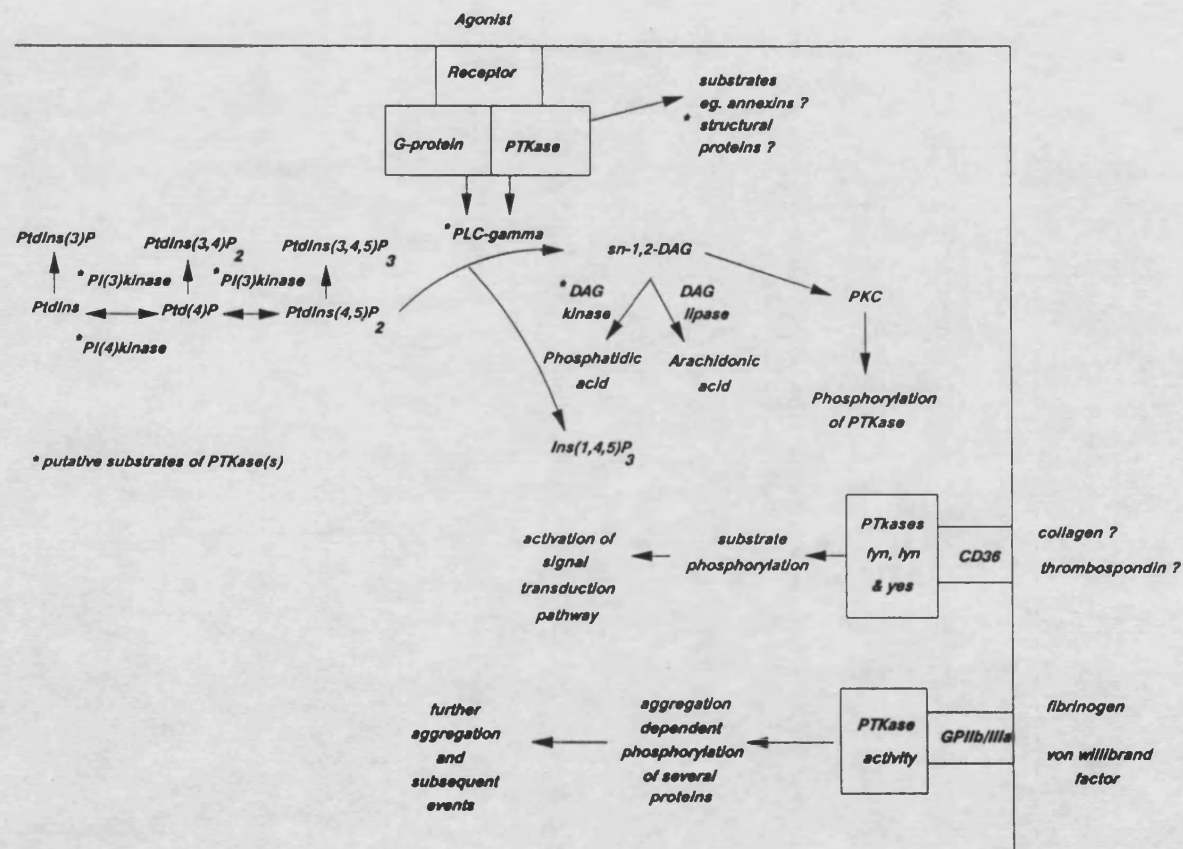 Agonist
Receptor
G-protein
PTKase
substrates
eg. annexins ?
* structural
proteins ?
* PLC-gamma
PtdIns(3)P
PtdIns(3,4)P2
PtdIns(3,4,5)P3
* PI(3)kinase
* PI(3)kinase
PtdIns
Ptd(4)P
PtdIns(4,5)P2
* PI(4)kinase
sn-1,2-DAG
* DAG
kinase
DAG
lipase
PKC
Phosphatidic
acid
Arachidonic
acid
Phosphorylation
of PTKase
Ins(1,4,5)P3
* putative substrates of PTKase(s)
activation of
signal
transduction
pathway
substrate
phosphorylation
PTkases
fyn, lyn
& yes
CD36
collagen ?
thrombospondin ?
further
aggregation
and
subsequent
events
aggregation
dependent
phosphorylation
of several
proteins
PTKase
activity
GPIIb/IIIa
fibrinogen
von willibrand
factor